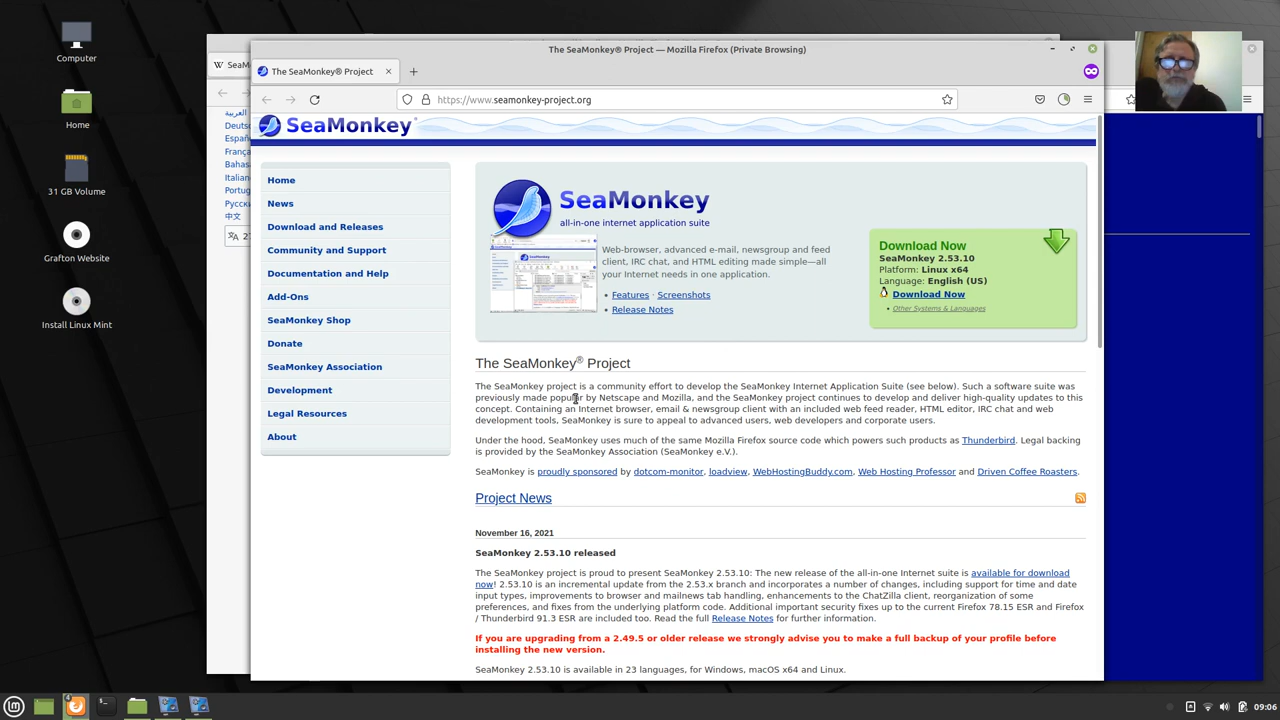 Computer
Home
31 GB Volume
Grafton Website
Install Linux Mint
The SeaMonkey® Project — Mozilla Firefox (Private Browsing)
W SeaM
The SeaMonkey® Project
https://www.seamonkey-project.org
العربية
Deutsc
Españ
França
Bahas
Italian
Portug
Русски
中文
SeaMonkey
Home
News
Download and Releases
Community and Support
Documentation and Help
Add-Ons
SeaMonkey Shop
Donate
SeaMonkey Association
Development
Legal Resources
About
SeaMonkey
all-in-one internet application suite
Web-browser, advanced e-mail, newsgroup and feed
client, IRC chat, and HTML editing made simple—all
your Internet needs in one application.
• Features · Screenshots
• Release Notes
Download Now
SeaMonkey 2.53.10
Platform: Linux x64
Language: English (US)
Download Now
• Other Systems & Languages
The SeaMonkey® Project
The SeaMonkey project is a community effort to develop the SeaMonkey Internet Application Suite (see below). Such a software suite was
previously made popular by Netscape and Mozilla, and the SeaMonkey project continues to develop and deliver high-quality updates to this
concept. Containing an Internet browser, email & newsgroup client with an included web feed reader, HTML editor, IRC chat and web
development tools, SeaMonkey is sure to appeal to advanced users, web developers and corporate users.
Under the hood, SeaMonkey uses much of the same Mozilla Firefox source code which powers such products as Thunderbird. Legal backing
is provided by the SeaMonkey Association (SeaMonkey e.V.).
SeaMonkey is proudly sponsored by dotcom-monitor, loadview, WebHostingBuddy.com, Web Hosting Professor and Driven Coffee Roasters.
Project News
November 16, 2021
SeaMonkey 2.53.10 released
The SeaMonkey project is proud to present SeaMonkey 2.53.10: The new release of the all-in-one Internet suite is available for download
now! 2.53.10 is an incremental update from the 2.53.x branch and incorporates a number of changes, including support for time and date
input types, improvements to browser and mailnews tab handling, enhancements to the ChatZilla client, reorganization of some
preferences, and fixes from the underlying platform code. Additional important security fixes up to the current Firefox 78.15 ESR and Firefox
/ Thunderbird 91.3 ESR are included too. Read the full Release Notes for further information.
If you are upgrading from a 2.49.5 or older release we strongly advise you to make a full backup of your profile before
installing the new version.
SeaMonkey 2.53.10 is available in 23 languages, for Windows, macOS x64 and Linux.
4
09:06